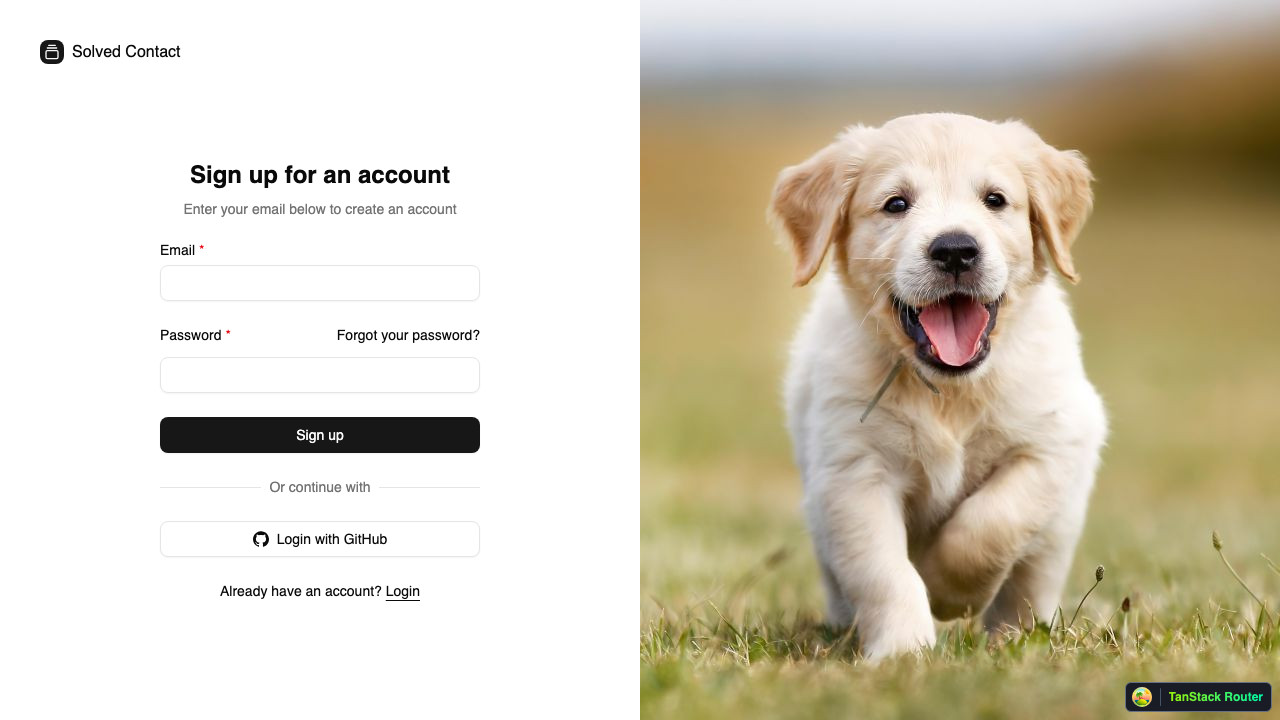 Solved Contact
Sign up for an account
Enter your email below to create an account
Email *
Password *
Forgot your password?
Sign up
Or continue with
Login with GitHub
Already have an account? Login
TanStack Router